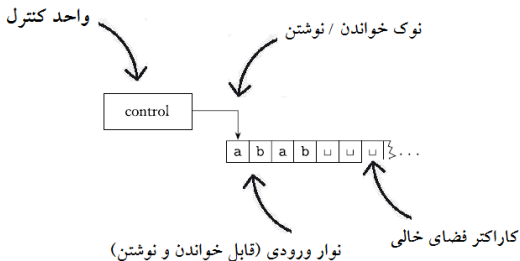 واحد کنترل
نوک خواندن / نوشتن
control
a b a b ␣ ␣ ␣ ...
کاراکتر فضای خالی
نوار ورودی (قابل خواندن و نوشتن)